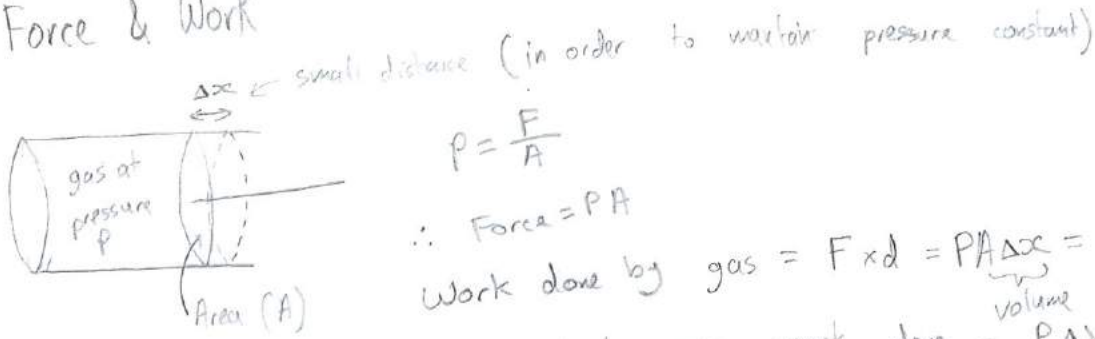 Force & Work
Δx ← small distance (in order to maintain pressure constant)
gas at
pressure
P
P = F/A
∴ Force = PA
Work done by gas = F x d = PAΔx =
volume
Area (A)